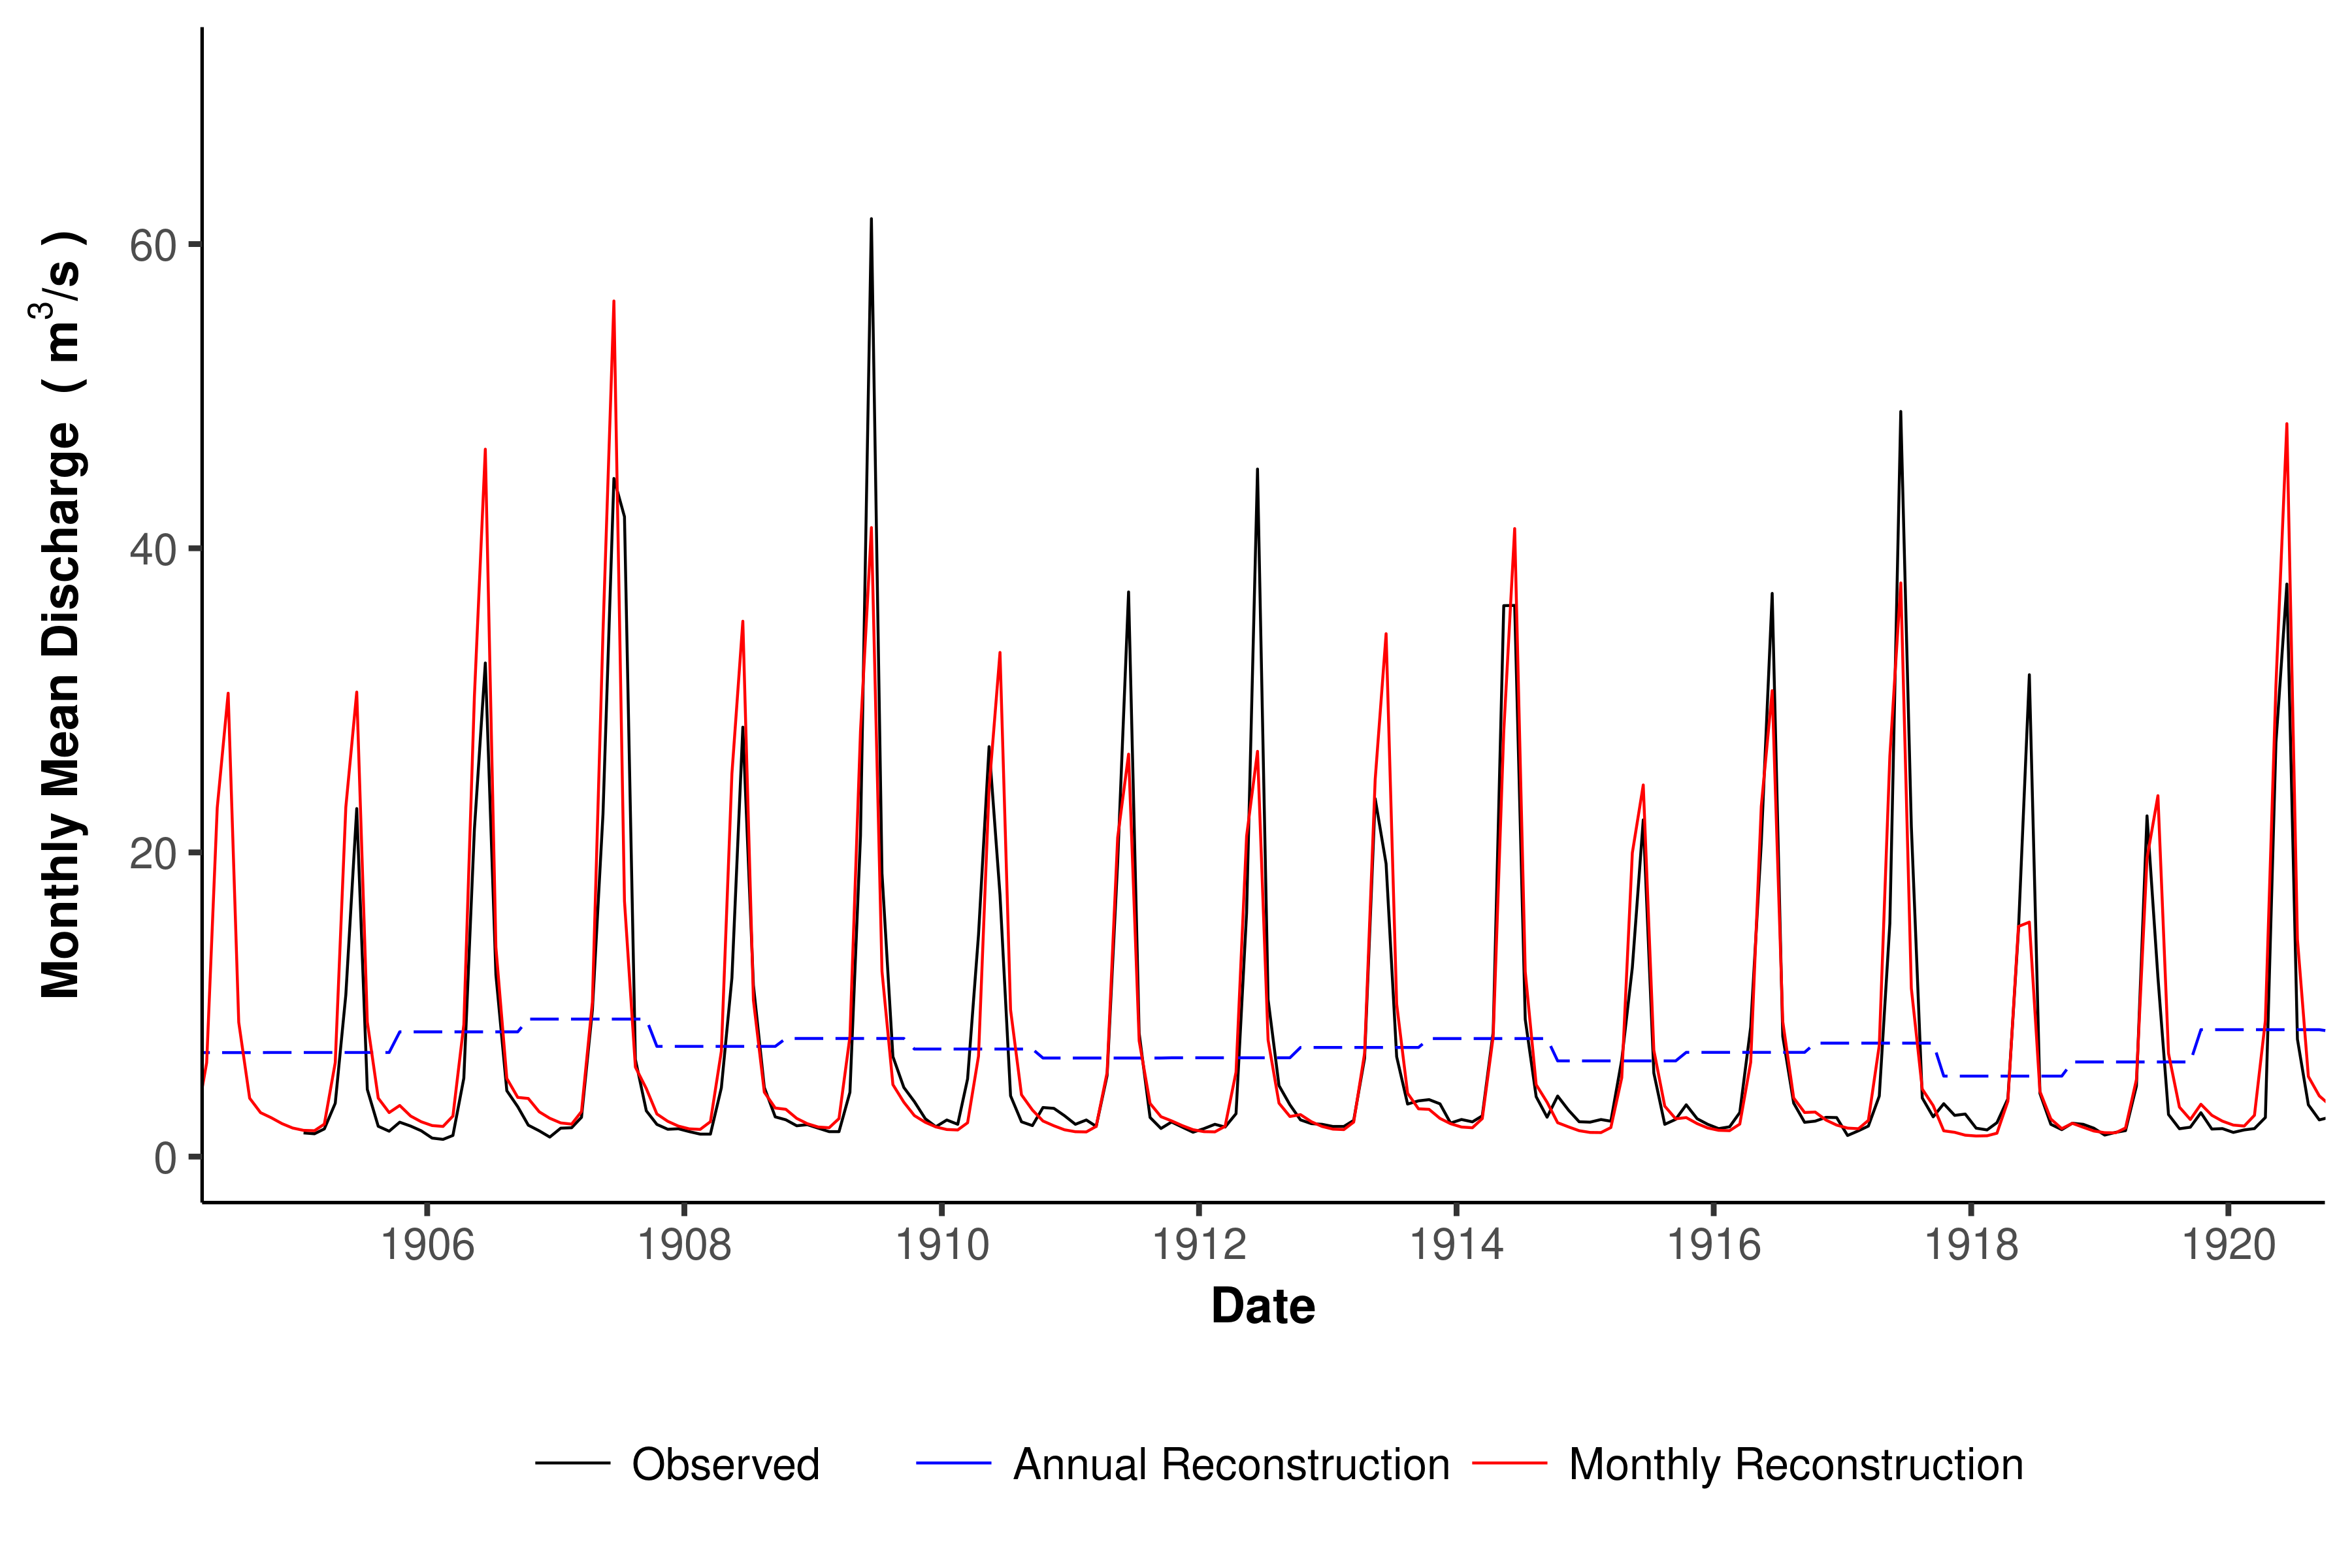 Monthly Mean Discharge ( m³/s )
60
40
20
0
1906 1908 1910 1912 1914 1916 1918 1920
Date
Observed Annual Reconstruction Monthly Reconstruction